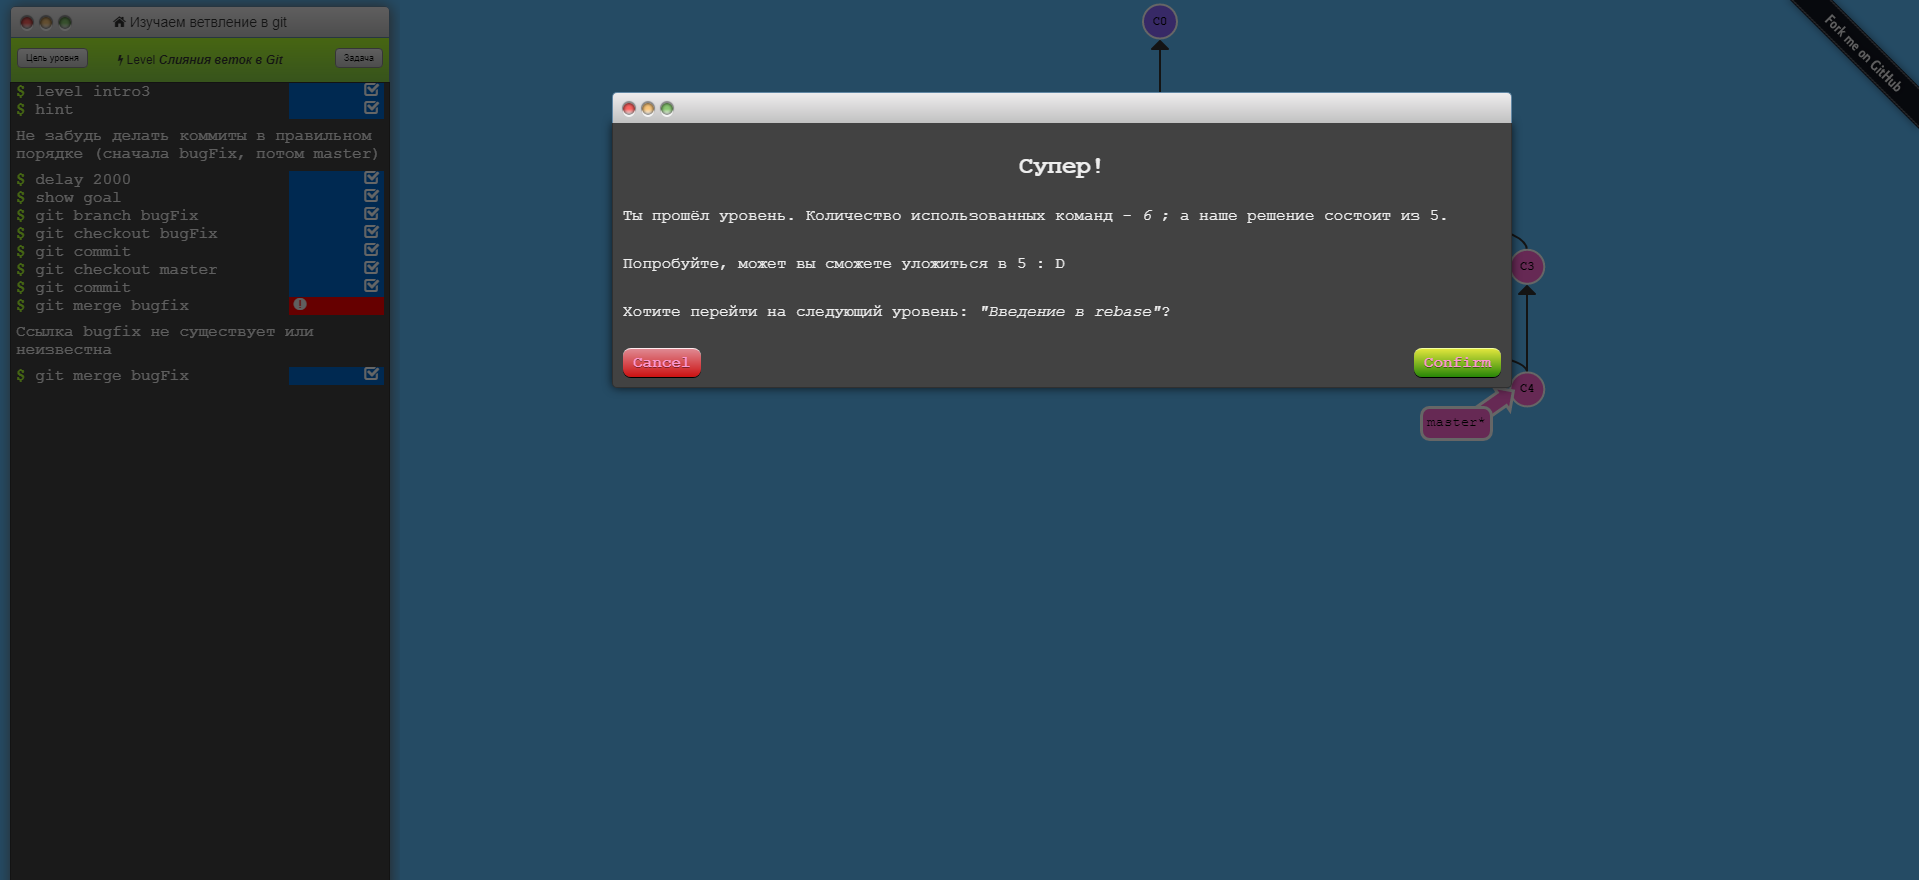 Изучаем ветвление в git
Цель уровня
Level Слияния веток в Git
Задача
$ level intro3
$ hint
Не забудь делать коммиты в правильном
порядке (сначала bugFix, потом master)
$ delay 2000
$ show goal
$ git branch bugFix
$ git checkout bugFix
$ git commit
$ git checkout master
$ git commit
$ git merge bugfix
Ссылка bugfix не существует или
неизвестна
$ git merge bugFix
C0
Fork me on GitHub
Супер!
Ты прошёл уровень. Количество использованных команд - 6 ; а наше решение состоит из 5.
Попробуйте, может вы сможете уложиться в 5 : D
Хотите перейти на следующий уровень: "Введение в rebase"?
Cancel
Confirm
C3
C4
master*